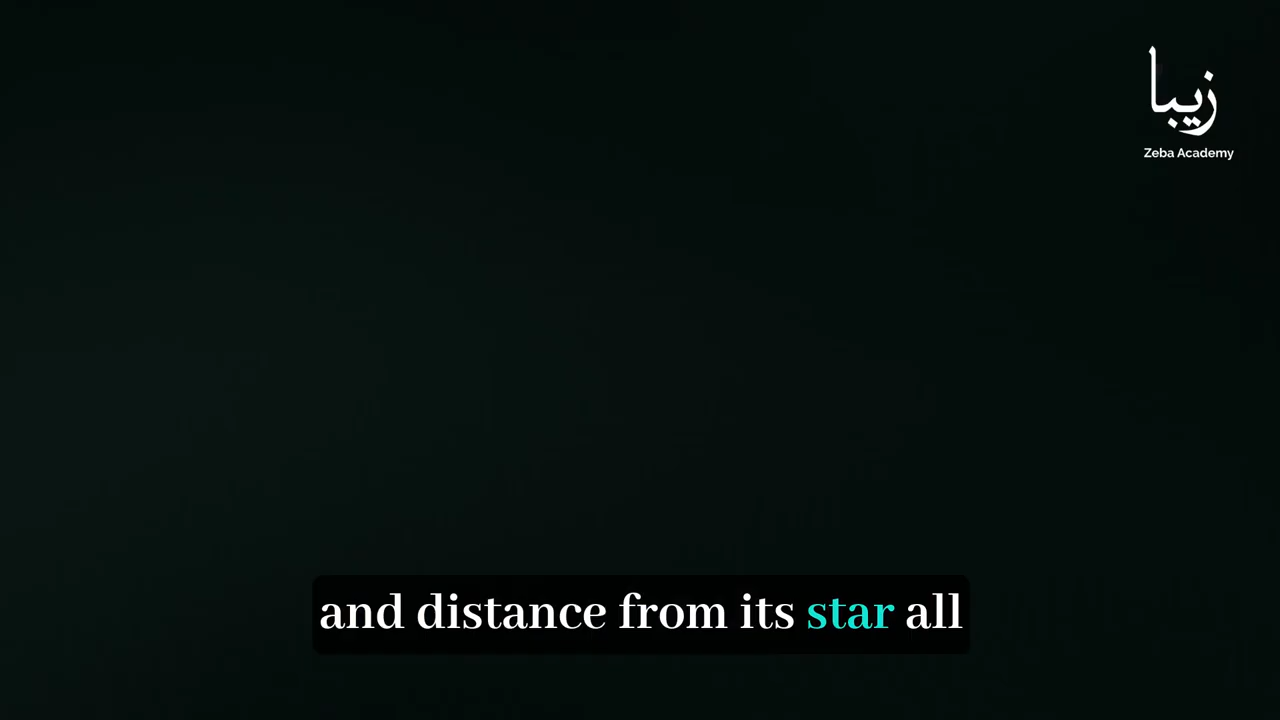 زیبا
Zeba Academy
and distance from its star all